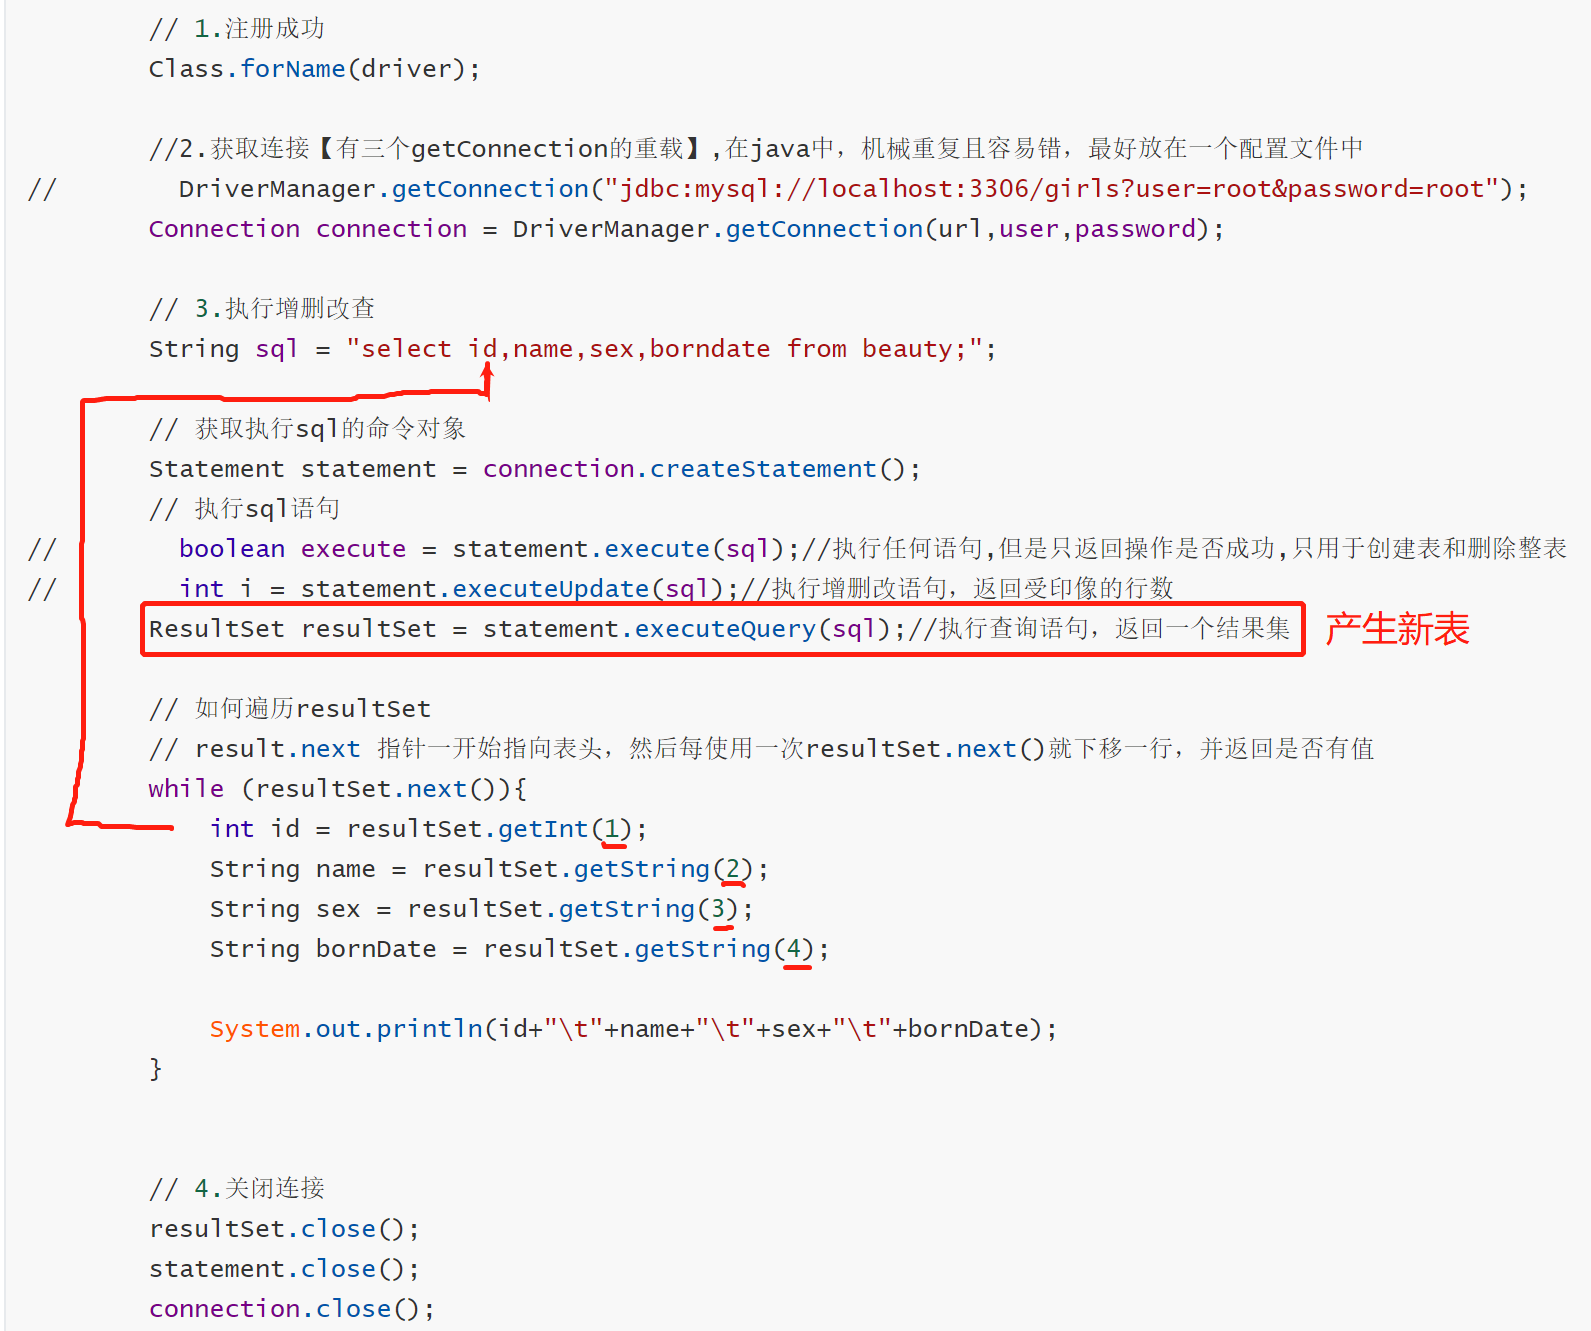 // 1.注册成功
Class.forName(driver);
//2.获取连接【有三个getConnection的重载】,在java中，机械重复且容易错，最好放在一个配置文件中
// DriverManager.getConnection("jdbc:mysql://localhost:3306/girls?user=root&password=root");
Connection connection = DriverManager.getConnection(url,user,password);
// 3.执行增删改查
String sql = "select id,name,sex,borndate from beauty;";
// 获取执行sql的命令对象
Statement statement = connection.createStatement();
// 执行sql语句
// boolean execute = statement.execute(sql);//执行任何语句,但是只返回操作是否成功,只用于创建表和删除整表
// int i = statement.executeUpdate(sql);//执行增删改语句，返回受印像的行数
ResultSet resultSet = statement.executeQuery(sql);//执行查询语句，返回一个结果集 产生新表
// 如何遍历resultSet
// result.next 指针一开始指向表头，然后每使用一次resultSet.next()就下移一行，并返回是否有值
while (resultSet.next()){
int id = resultSet.getInt(1);
String name = resultSet.getString(2);
String sex = resultSet.getString(3);
String bornDate = resultSet.getString(4);
System.out.println(id+"\t"+name+"\t"+sex+"\t"+bornDate);
}
// 4.关闭连接
resultSet.close();
statement.close();
connection.close();